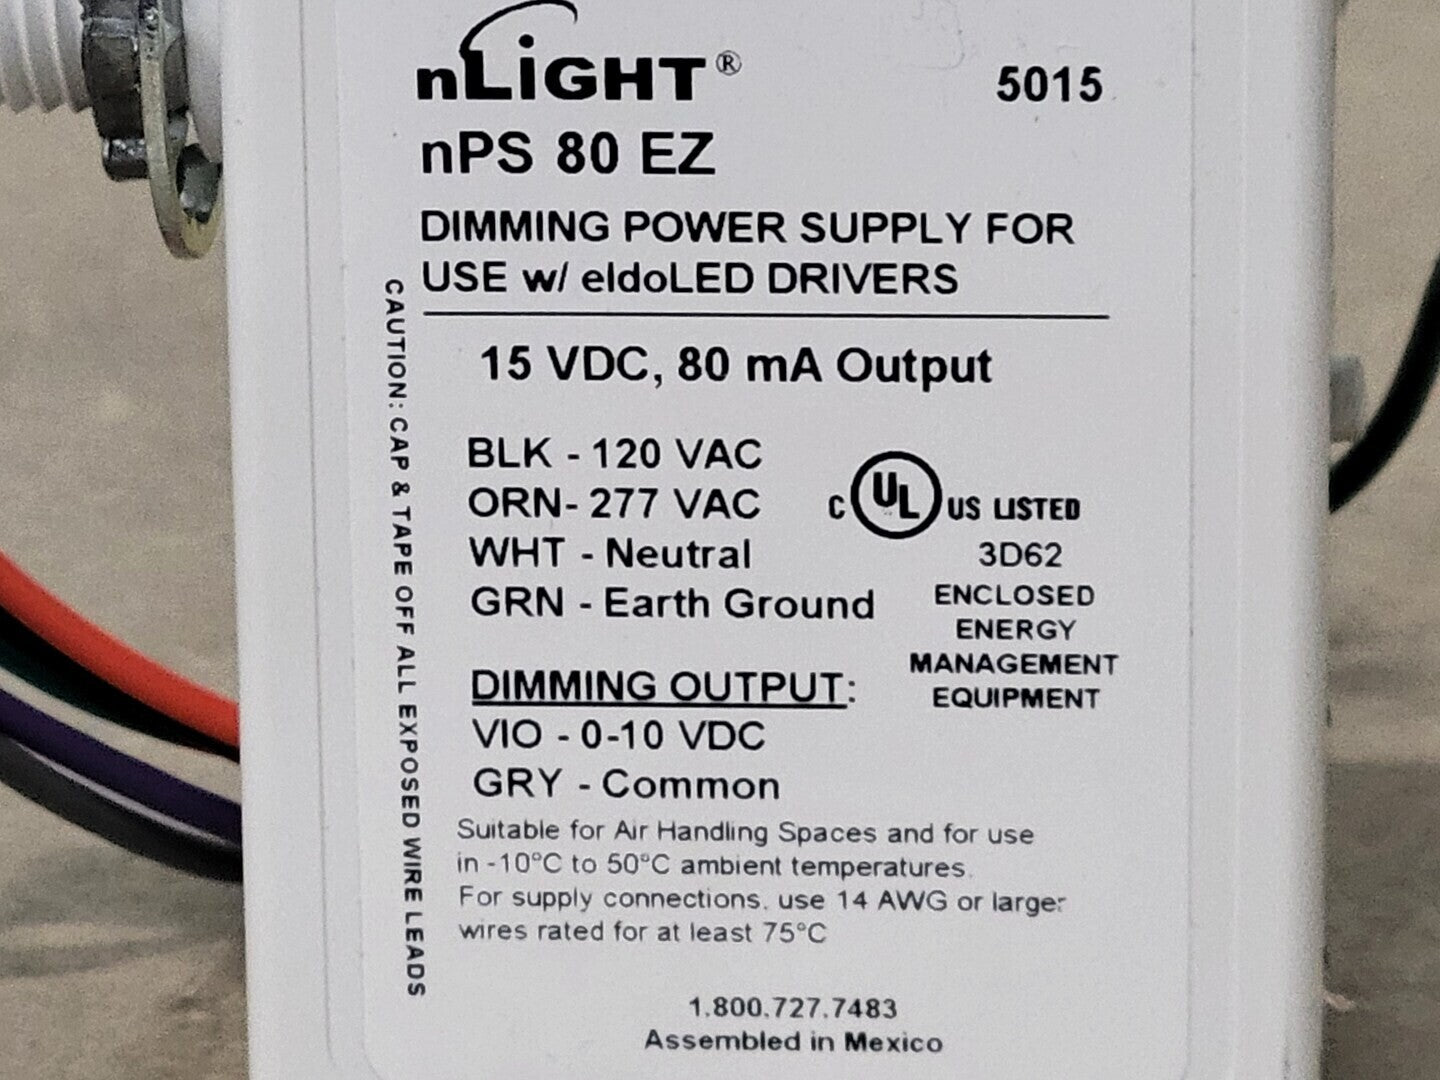 nLiGHT® 5015
nPS 80 EZ
DIMMING POWER SUPPLY FOR
USE w/ eldoLED DRIVERS
15 VDC, 80 mA Output
BLK - 120 VAC
ORN- 277 VAC
WHT - Neutral
GRN - Earth Ground
C UL US LISTED
3D62
ENCLOSED
ENERGY
MANAGEMENT
EQUIPMENT
DIMMING OUTPUT:
VIO - 0-10 VDC
GRY - Common
Suitable for Air Handling Spaces and for use
in -10°C to 50°C ambient temperatures.
For supply connections, use 14 AWG or larger
wires rated for at least 75°C
1.800.727.7483
Assembled in Mexico
CAUTION: CAP & TAPE OFF ALL EXPOSED WIRE LEADS